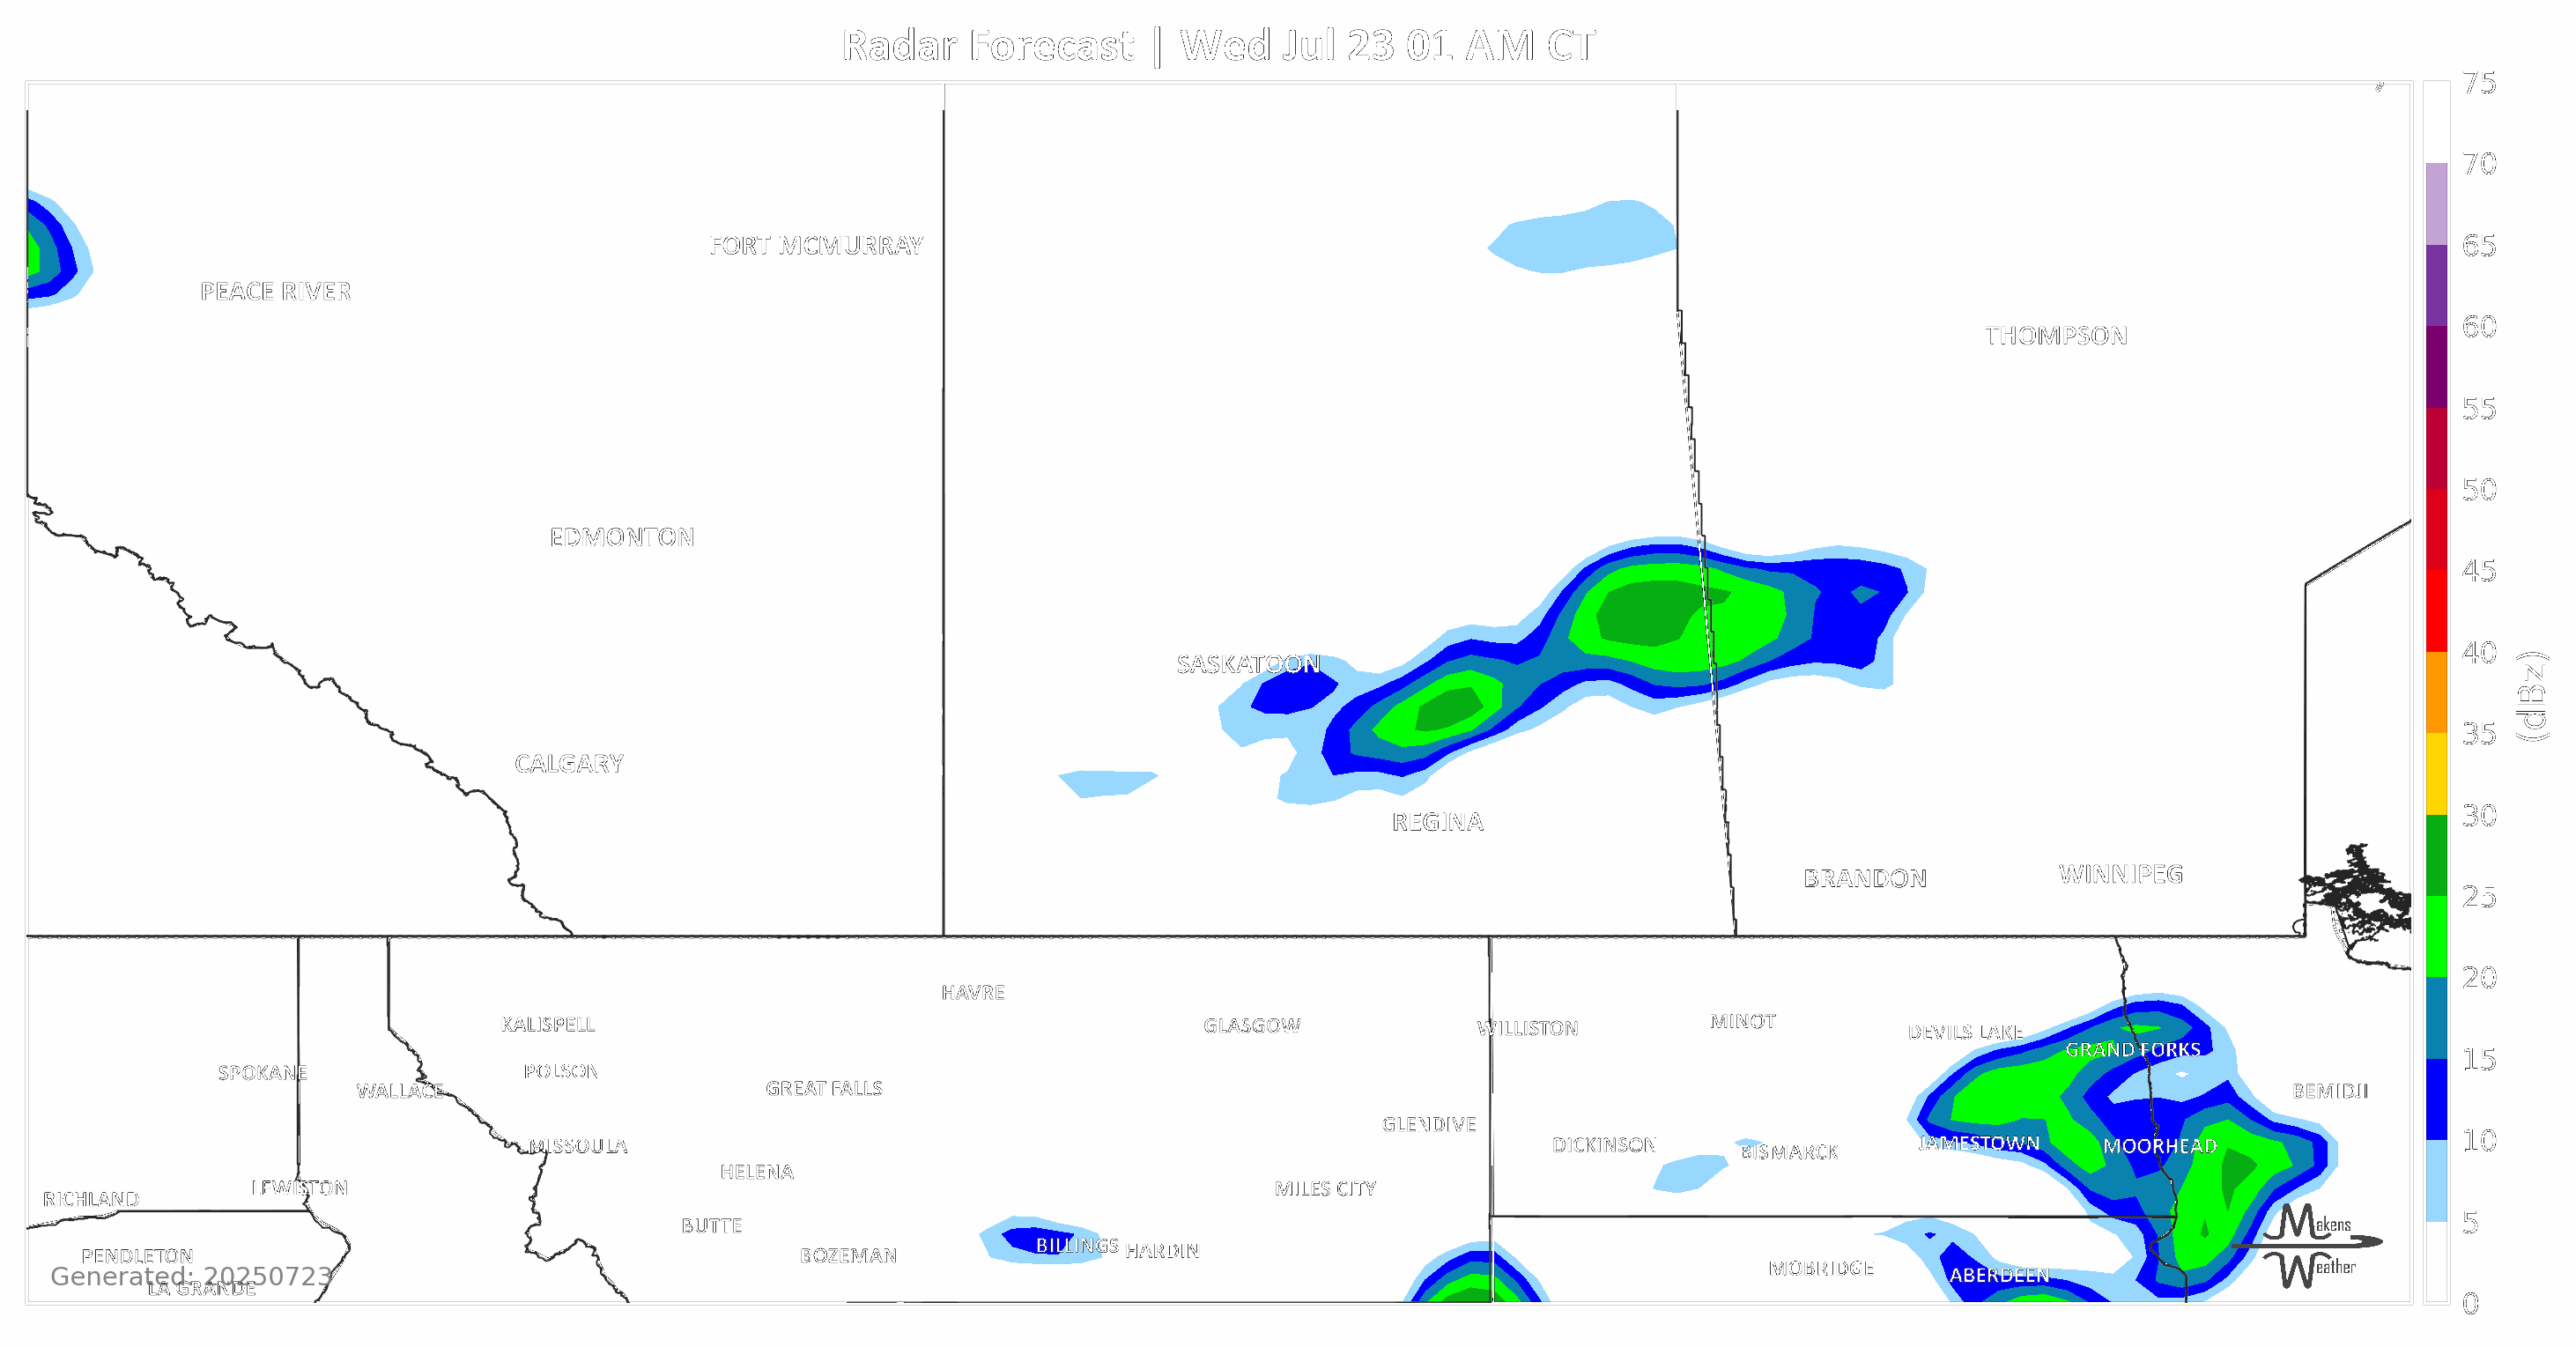 Radar Forecast | Wed Jul 23 01 AM CT
75
70
65
60
55
50
45
40
35
30
25
20
15
10
5
0
(dBz)
FORT MCMURRAY
PEACE RIVER
THOMPSON
EDMONTON
SASKATOON
CALGARY
REGINA
BRANDON
WINNIPEG
HAVRE
KALISPELL
GLASGOW
WILLISTON
MINOT
DEVILS LAKE
GRAND FORKS
SPOKANE
POLSON
WALLACE
GREAT FALLS
BEMIDJI
GLENDIVE
MISSOULA
DICKINSON
BISMARCK
JAMESTOWN
MOORHEAD
HELENA
LEWISTON
RICHLAND
MILES CITY
BUTTE
BILLINGS
HARDIN
PENDLETON
BOZEMAN
MOBRIDGE
ABERDEEN
Generated: 20250723
LA GRANDE
Makens
Weather